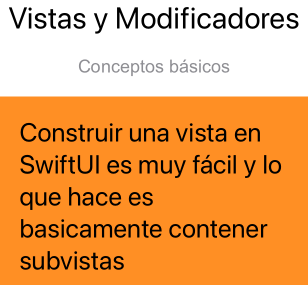 Vistas y Modificadores
Conceptos básicos
Construir una vista en
SwiftUI es muy fácil y lo
que hace es
basicamente contener
subvistas